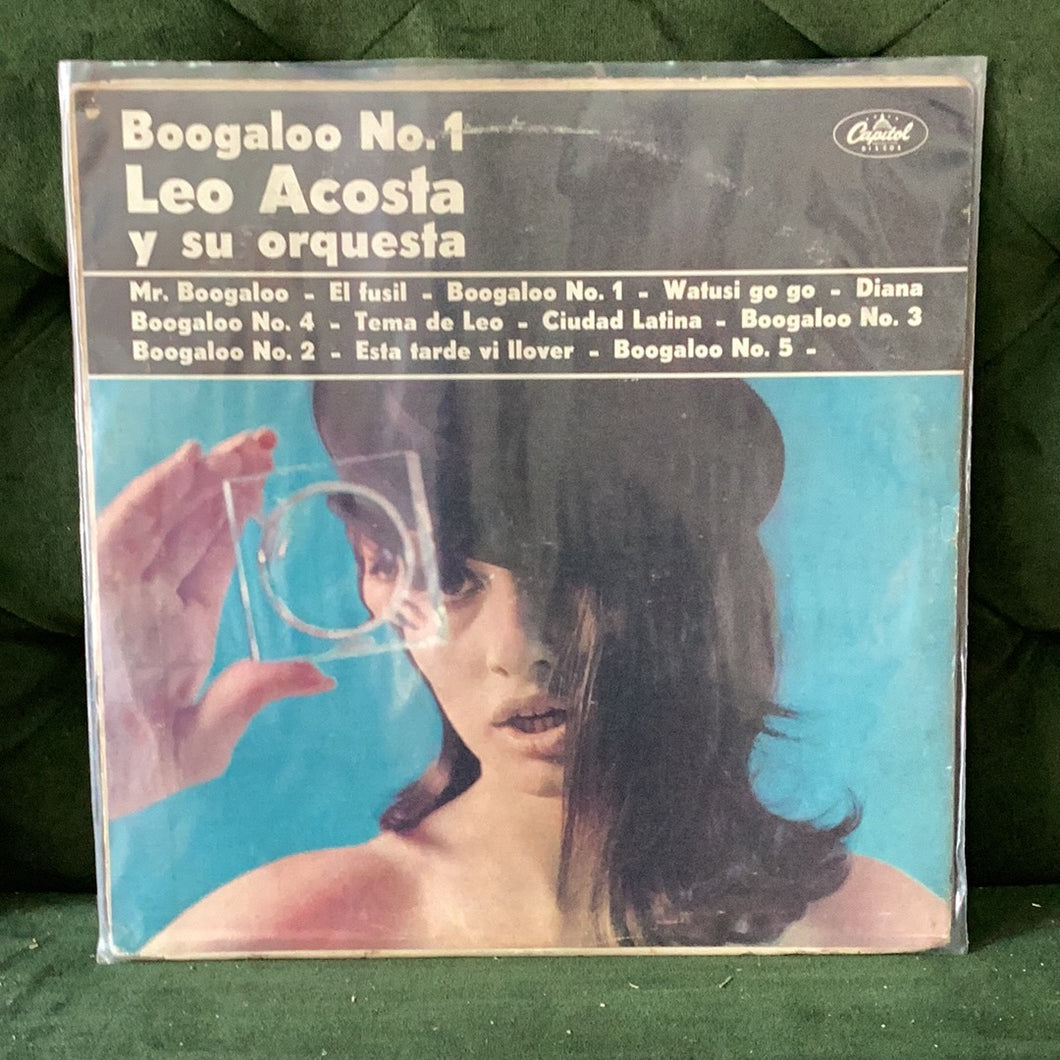 Boogaloo No. 1
Capitol
DISCOS
Leo Acosta
y su orquesta
Mr. Boogaloo - El fusil - Boogaloo No. 1 - Watusi go go - Diana
Boogaloo No. 4 - Tema de Leo - Ciudad Latina - Boogaloo No. 3
Boogaloo No. 2 - Esta tarde vi llover - Boogaloo No. 5 -